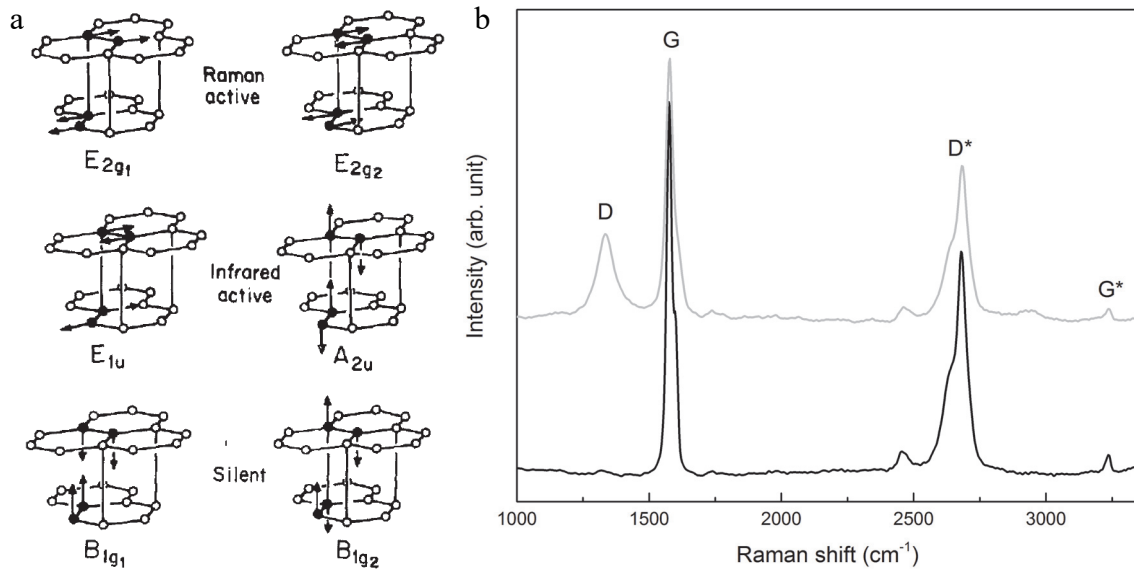 a
Raman
active
E2g1
E2g2
Infrared
active
E1u
A2u
Silent
B1g1
B1g2
b
Intensity (arb. unit)
G
D
D*
G*
1000
1500
2000
2500
3000
Raman shift (cm⁻¹)